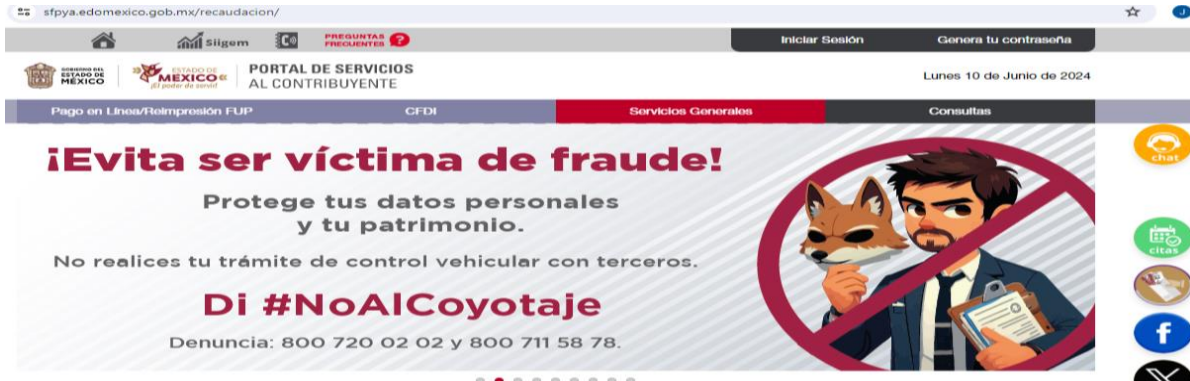 sfpya.edomexico.gob.mx/recaudacion/
Siigem
PREGUNTAS FRECUENTES ?
Iniciar Sesión
Genera tu contraseña
GOBIERNO DEL
ESTADO DE
MÉXICO
ESTADO DE
MÉXICO
¡El poder de servir!
PORTAL DE SERVICIOS
AL CONTRIBUYENTE
Lunes 10 de Junio de 2024
Pago en Línea/Reimpresión FUP
CFDI
Servicios Generales
Consultas
¡Evita ser víctima de fraude!
Protege tus datos personales
y tu patrimonio.
No realices tu trámite de control vehicular con terceros.
Di #NoAlCoyotaje
Denuncia: 800 720 02 02 y 800 711 58 78.
J
chat
citas
f
X